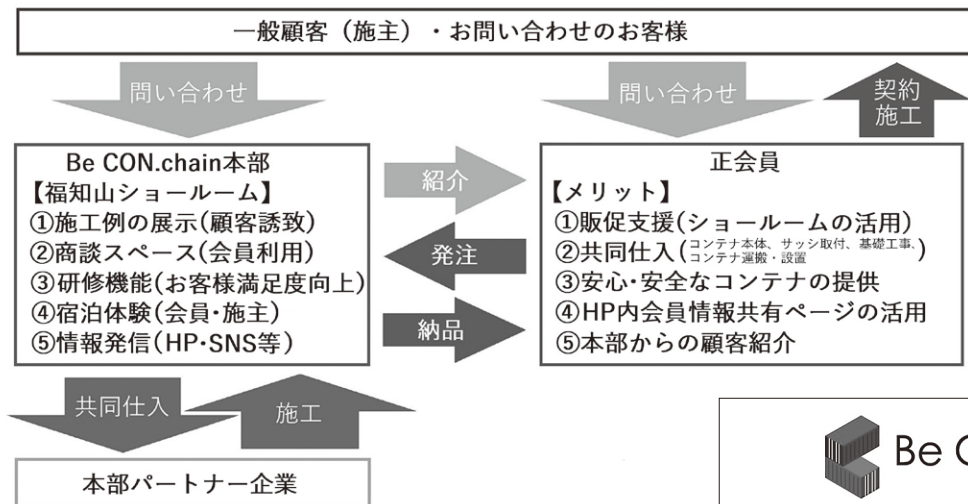 一般顧客（施主）・お問い合わせのお客様
問い合わせ
問い合わせ
契約
施工
Be CON.chain本部
【福知山ショールーム】
①施工例の展示(顧客誘致)
②商談スペース(会員利用)
③研修機能(お客様満足度向上)
④宿泊体験(会員・施主)
⑤情報発信(HP・SNS等)
紹介
発注
納品
正会員
【メリット】
①販促支援(ショールームの活用)
②共同仕入(コンテナ本体、サッシ取付、基礎工事、
コンテナ運搬・設置)
③安心・安全なコンテナの提供
④HP内会員情報共有ページの活用
⑤本部からの顧客紹介
共同仕入
施工
本部パートナー企業
Be